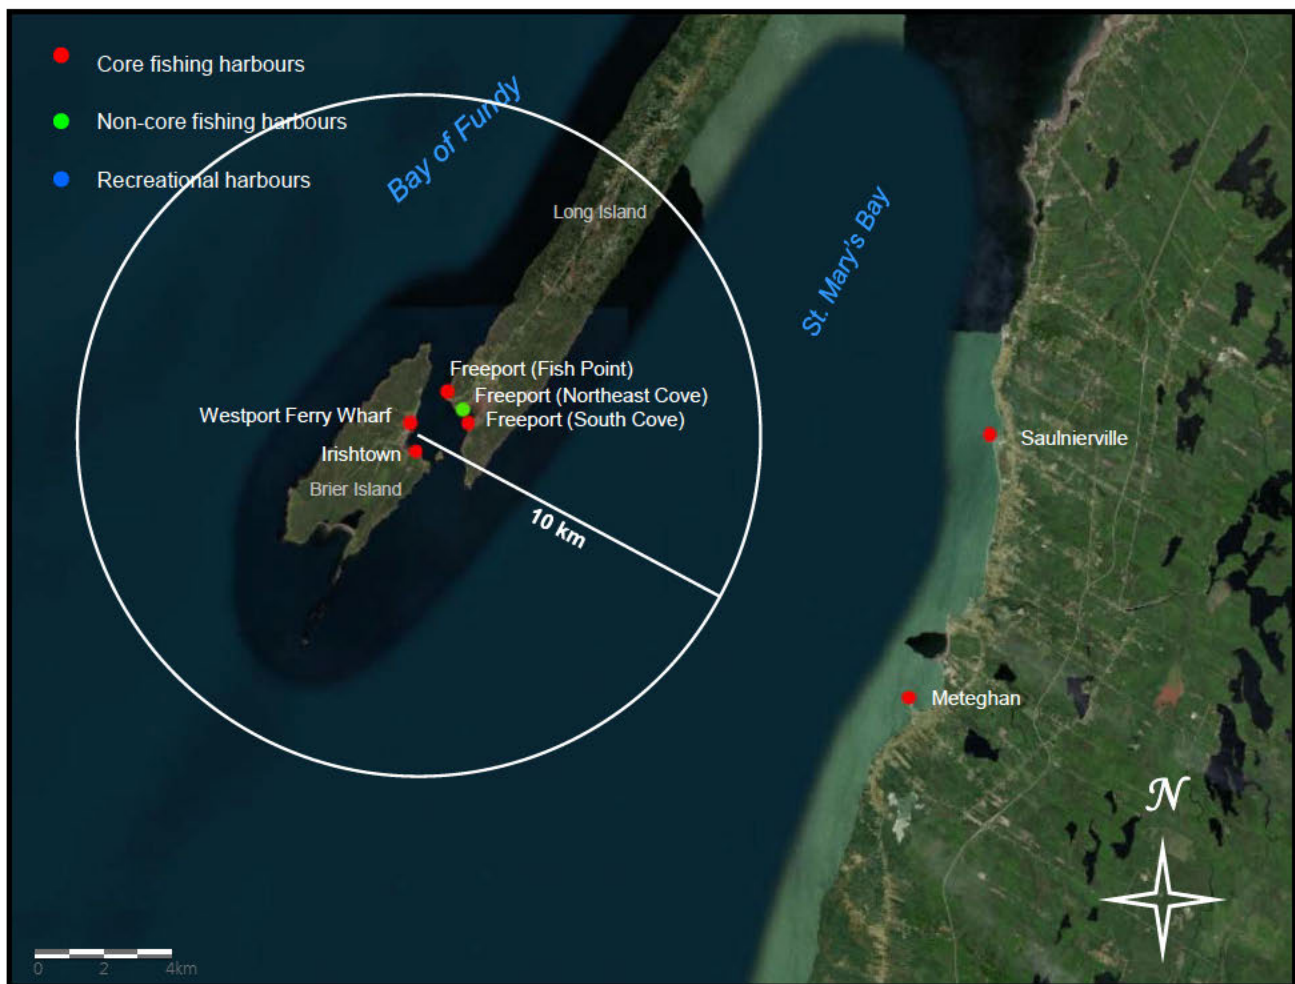 Core fishing harbours
Non-core fishing harbours
Recreational harbours
Bay of Fundy
Long Island
St. Mary's Bay
Freeport (Fish Point)
Freeport (Northeast Cove)
Westport Ferry Wharf
Freeport (South Cove)
Saulnierville
Irishtown
Brier Island
10 km
Meteghan
N
0 2 4km